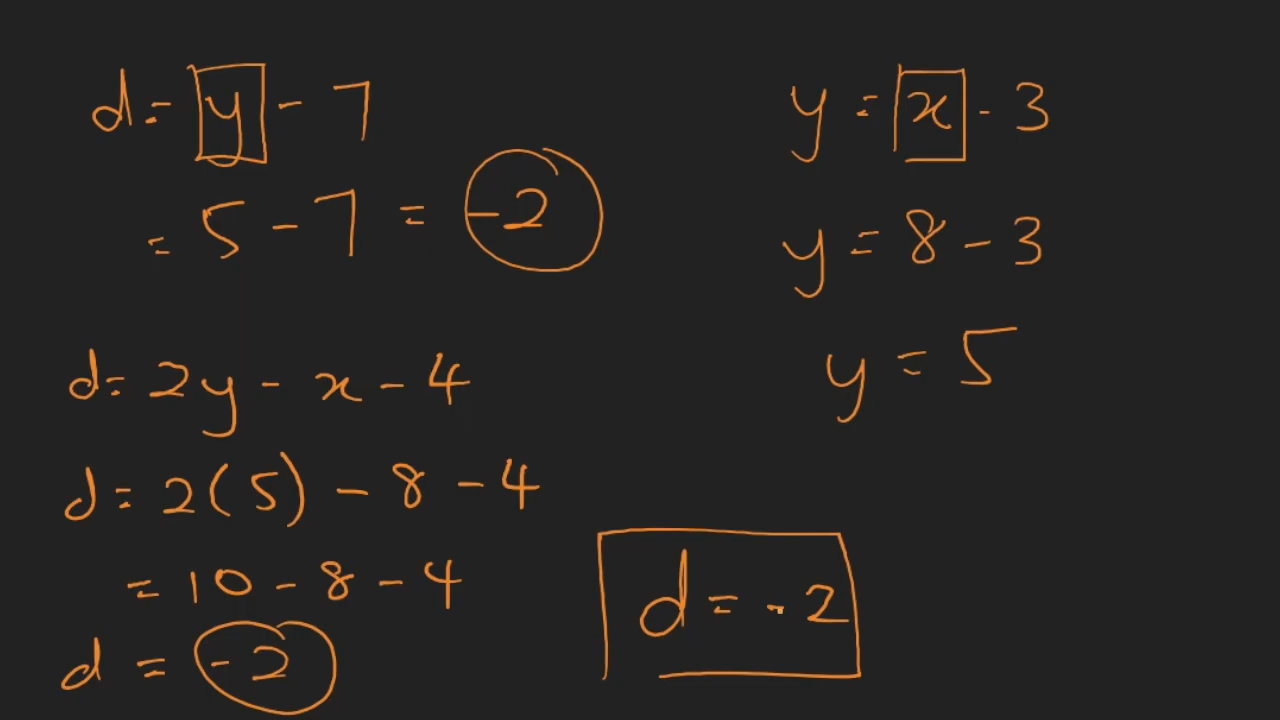 d = y - 7
= 5 - 7 = -2
d = 2y - x - 4
d = 2(5) - 8 - 4
= 10 - 8 - 4
d = -2
y = x - 3
y = 8 - 3
y = 5
d = -2